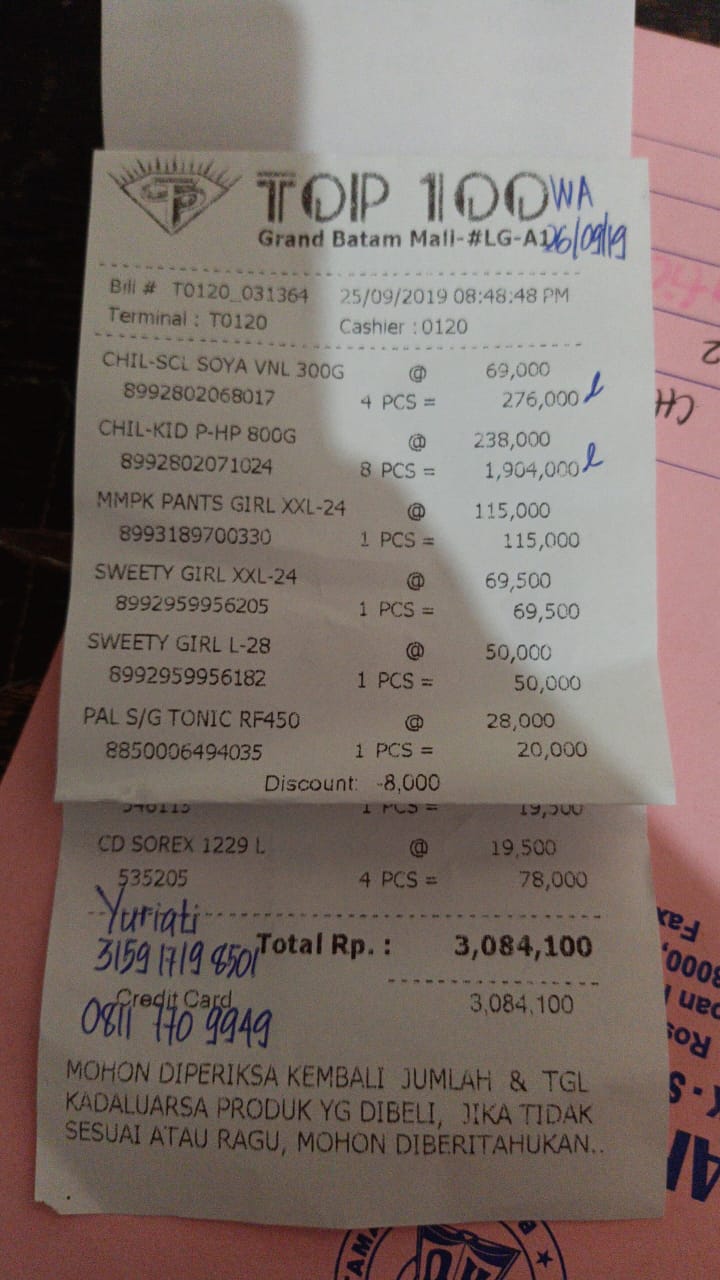 TOP 100
WA
Grand Batam Mall-#LG-A1
26/09/19
Bill # T0120_031364 25/09/2019 08:48:48 PM
Terminal : T0120 Cashier : 0120
CHIL-SCL SOYA VNL 300G @ 69,000
8992802068017 4 PCS = 276,000
CHIL-KID P-HP 800G @ 238,000
8992802071024 8 PCS = 1,904,000
MMPK PANTS GIRL XXL-24 @ 115,000
8993189700330 1 PCS = 115,000
SWEETY GIRL XXL-24 @ 69,500
8992959956205 1 PCS = 69,500
SWEETY GIRL L-28 @ 50,000
8992959956182 1 PCS = 50,000
PAL S/G TONIC RF450 @ 28,000
8850006494035 1 PCS = 20,000
Discount: -8,000
1 PCS = 19,500
CD SOREX 1229 L @ 19,500
535205 4 PCS = 78,000
Yuriati
Total Rp. : 3,084,100
3159 1719 8501
Credit Card 3,084,100
0811 770 9949
MOHON DIPERIKSA KEMBALI JUMLAH & TGL
KADALUARSA PRODUK YG DIBELI, JIKA TIDAK
SESUAI ATAU RAGU, MOHON DIBERITAHUKAN..
Fax